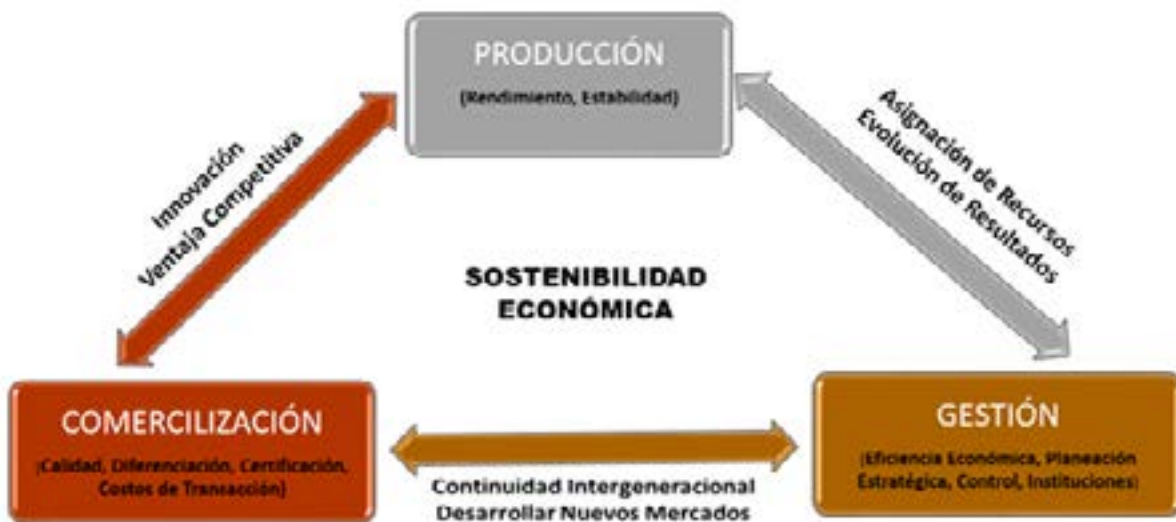 PRODUCCIÓN
(Rendimiento, Estabilidad)
Innovación
Ventaja Competitiva
Asignación de Recursos
Evolución de Resultados
SOSTENIBILIDAD
ECONÓMICA
COMERCILIZACIÓN
(Calidad, Diferenciación, Certificación,
Costos de Transacción)
GESTIÓN
(Eficiencia Económica, Planeación
Estratégica, Control, Instituciones)
Continuidad Intergeneracional
Desarrollar Nuevos Mercados